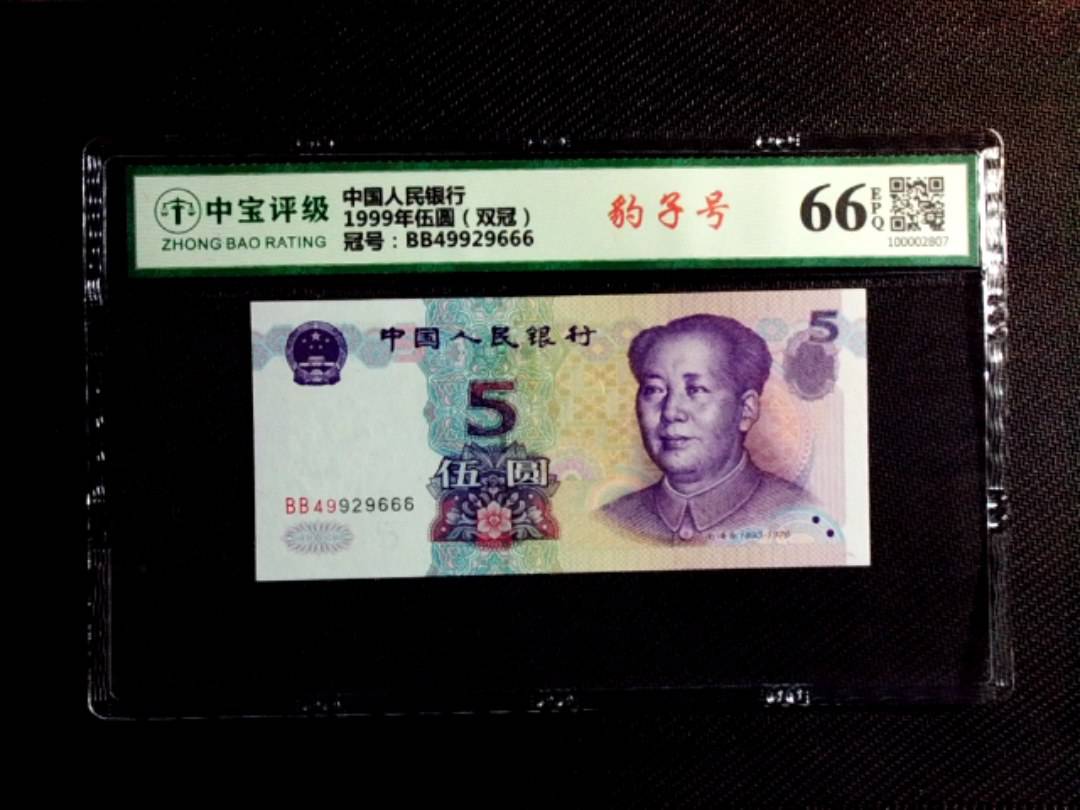 中宝评级
ZHONG BAO RATING
中国人民银行
1999年伍圆（双冠）
冠号：BB49929666
豹子号
66
EPQ
100002807
中国人民银行
5
5
伍圆
BB49929666
1893-1976